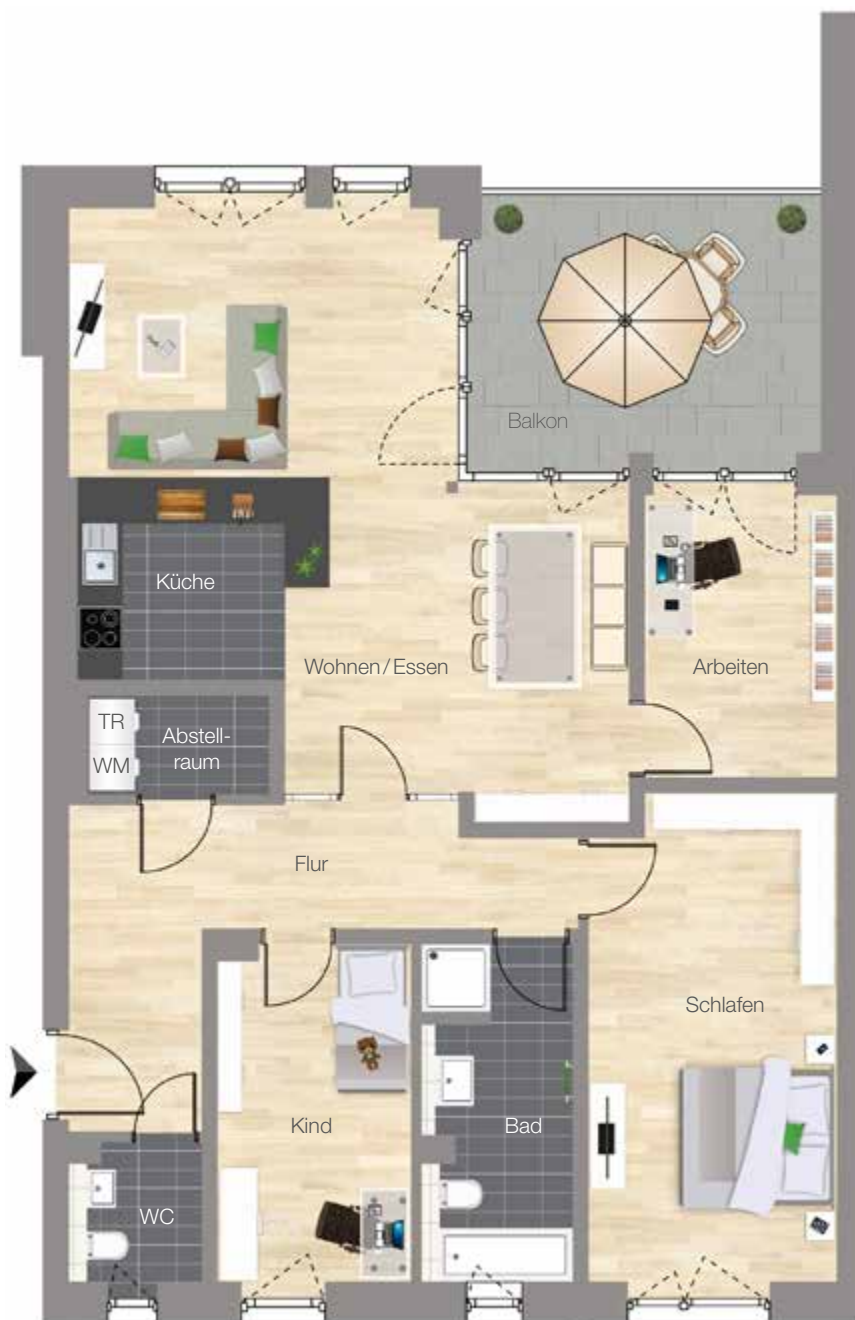 Balkon
Küche
Wohnen/Essen
Arbeiten
TR
WM
Abstell-
raum
Flur
Schlafen
Kind
Bad
WC